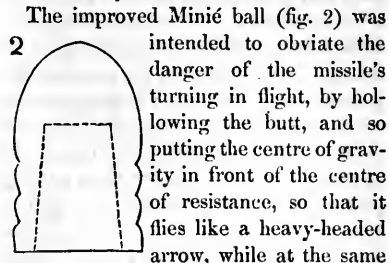 The improved Minié ball (fig. 2) was
2
intended to obviate the
danger of the missile's
turning in flight, by hol-
lowing the butt, and so
putting the centre of grav-
ity in front of the centre
of resistance, so that it
flies like a heavy-headed
arrow, while at the same